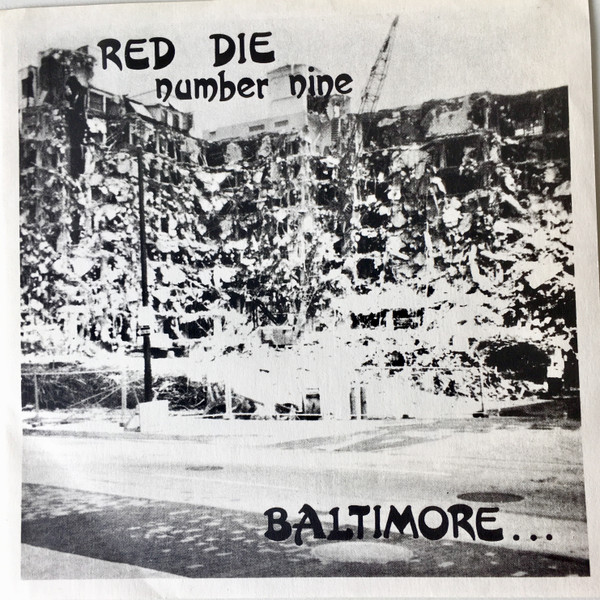 RED DIE
number nine
BALTIMORE...